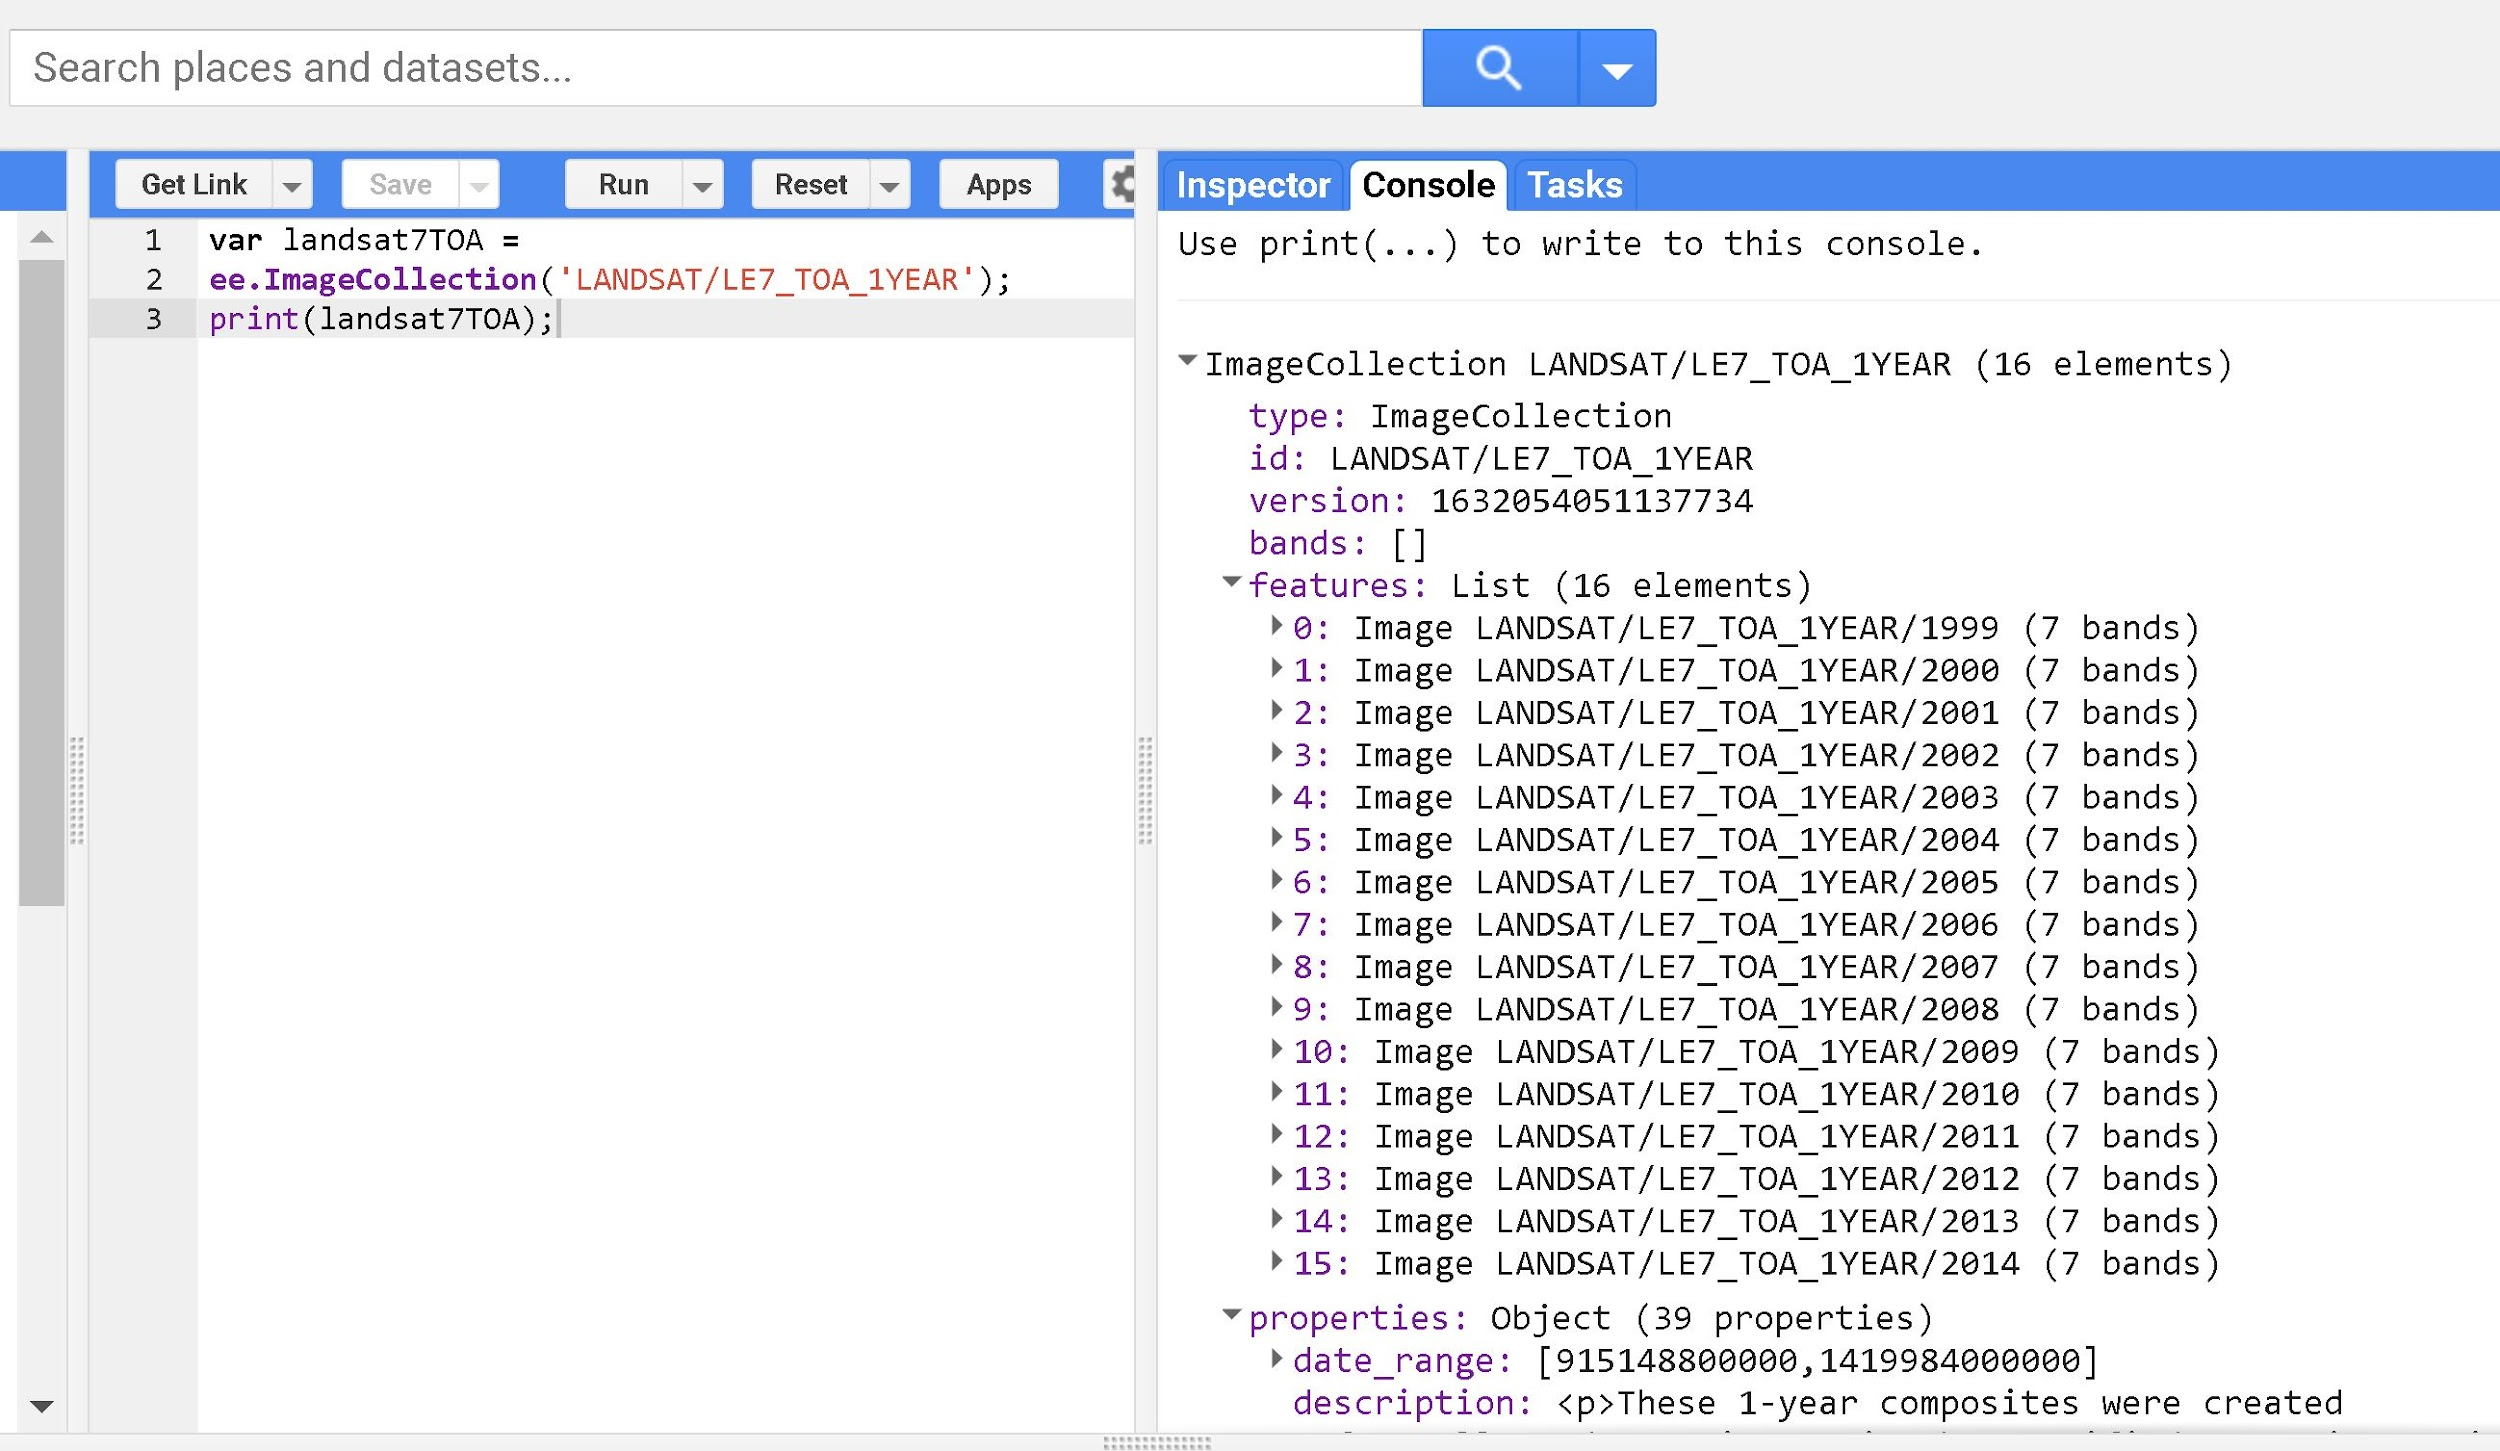 Search places and datasets...
Get Link Save Run Reset Apps
Inspector Console Tasks
1 var landsat7TOA =
2 ee.ImageCollection('LANDSAT/LE7_TOA_1YEAR');
3 print(landsat7TOA);
Use print(...) to write to this console.
ImageCollection LANDSAT/LE7_TOA_1YEAR (16 elements)
type: ImageCollection
id: LANDSAT/LE7_TOA_1YEAR
version: 1632054051137734
bands: []
features: List (16 elements)
0: Image LANDSAT/LE7_TOA_1YEAR/1999 (7 bands)
1: Image LANDSAT/LE7_TOA_1YEAR/2000 (7 bands)
2: Image LANDSAT/LE7_TOA_1YEAR/2001 (7 bands)
3: Image LANDSAT/LE7_TOA_1YEAR/2002 (7 bands)
4: Image LANDSAT/LE7_TOA_1YEAR/2003 (7 bands)
5: Image LANDSAT/LE7_TOA_1YEAR/2004 (7 bands)
6: Image LANDSAT/LE7_TOA_1YEAR/2005 (7 bands)
7: Image LANDSAT/LE7_TOA_1YEAR/2006 (7 bands)
8: Image LANDSAT/LE7_TOA_1YEAR/2007 (7 bands)
9: Image LANDSAT/LE7_TOA_1YEAR/2008 (7 bands)
10: Image LANDSAT/LE7_TOA_1YEAR/2009 (7 bands)
11: Image LANDSAT/LE7_TOA_1YEAR/2010 (7 bands)
12: Image LANDSAT/LE7_TOA_1YEAR/2011 (7 bands)
13: Image LANDSAT/LE7_TOA_1YEAR/2012 (7 bands)
14: Image LANDSAT/LE7_TOA_1YEAR/2013 (7 bands)
15: Image LANDSAT/LE7_TOA_1YEAR/2014 (7 bands)
properties: Object (39 properties)
date_range: [915148800000,1419984000000]
description: <p>These 1-year composites were created